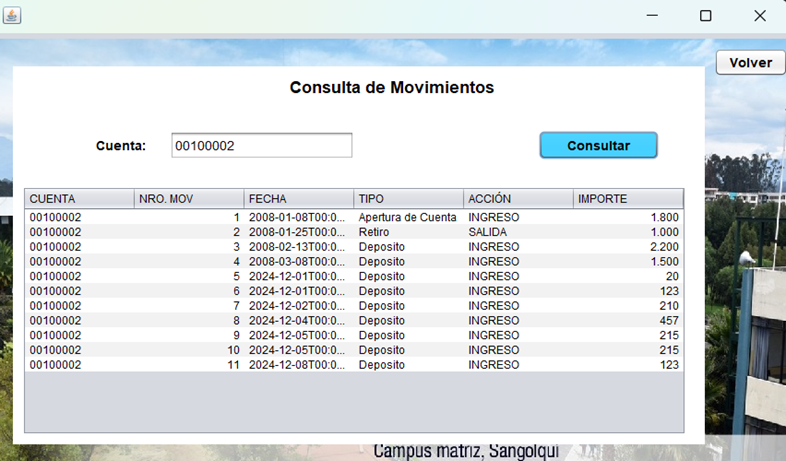 Volver
Consulta de Movimientos
Cuenta: 00100002 Consultar
CUENTA NRO. MOV FECHA TIPO ACCIÓN IMPORTE
00100002 1 2008-01-08T00:0... Apertura de Cuenta INGRESO 1.800
00100002 2 2008-01-25T00:0... Retiro SALIDA 1.000
00100002 3 2008-02-13T00:0... Deposito INGRESO 2.200
00100002 4 2008-03-08T00:0... Deposito INGRESO 1.500
00100002 5 2024-12-01T00:0... Deposito INGRESO 20
00100002 6 2024-12-01T00:0... Deposito INGRESO 123
00100002 7 2024-12-02T00:0... Deposito INGRESO 210
00100002 8 2024-12-04T00:0... Deposito INGRESO 457
00100002 9 2024-12-05T00:0... Deposito INGRESO 215
00100002 10 2024-12-05T00:0... Deposito INGRESO 215
00100002 11 2024-12-08T00:0... Deposito INGRESO 123
Campus matriz, Sangolquí